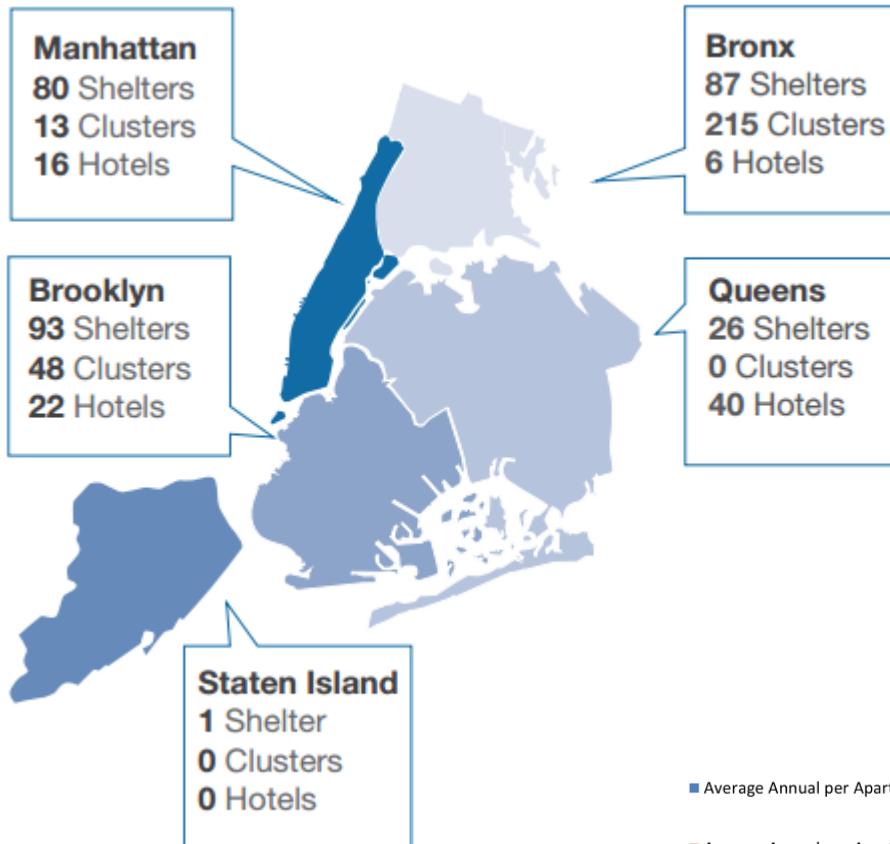 Manhattan
80 Shelters
13 Clusters
16 Hotels
Bronx
87 Shelters
215 Clusters
6 Hotels
Brooklyn
93 Shelters
48 Clusters
22 Hotels
Queens
26 Shelters
0 Clusters
40 Hotels
Staten Island
1 Shelter
0 Clusters
0 Hotels
Average Annual per Apart